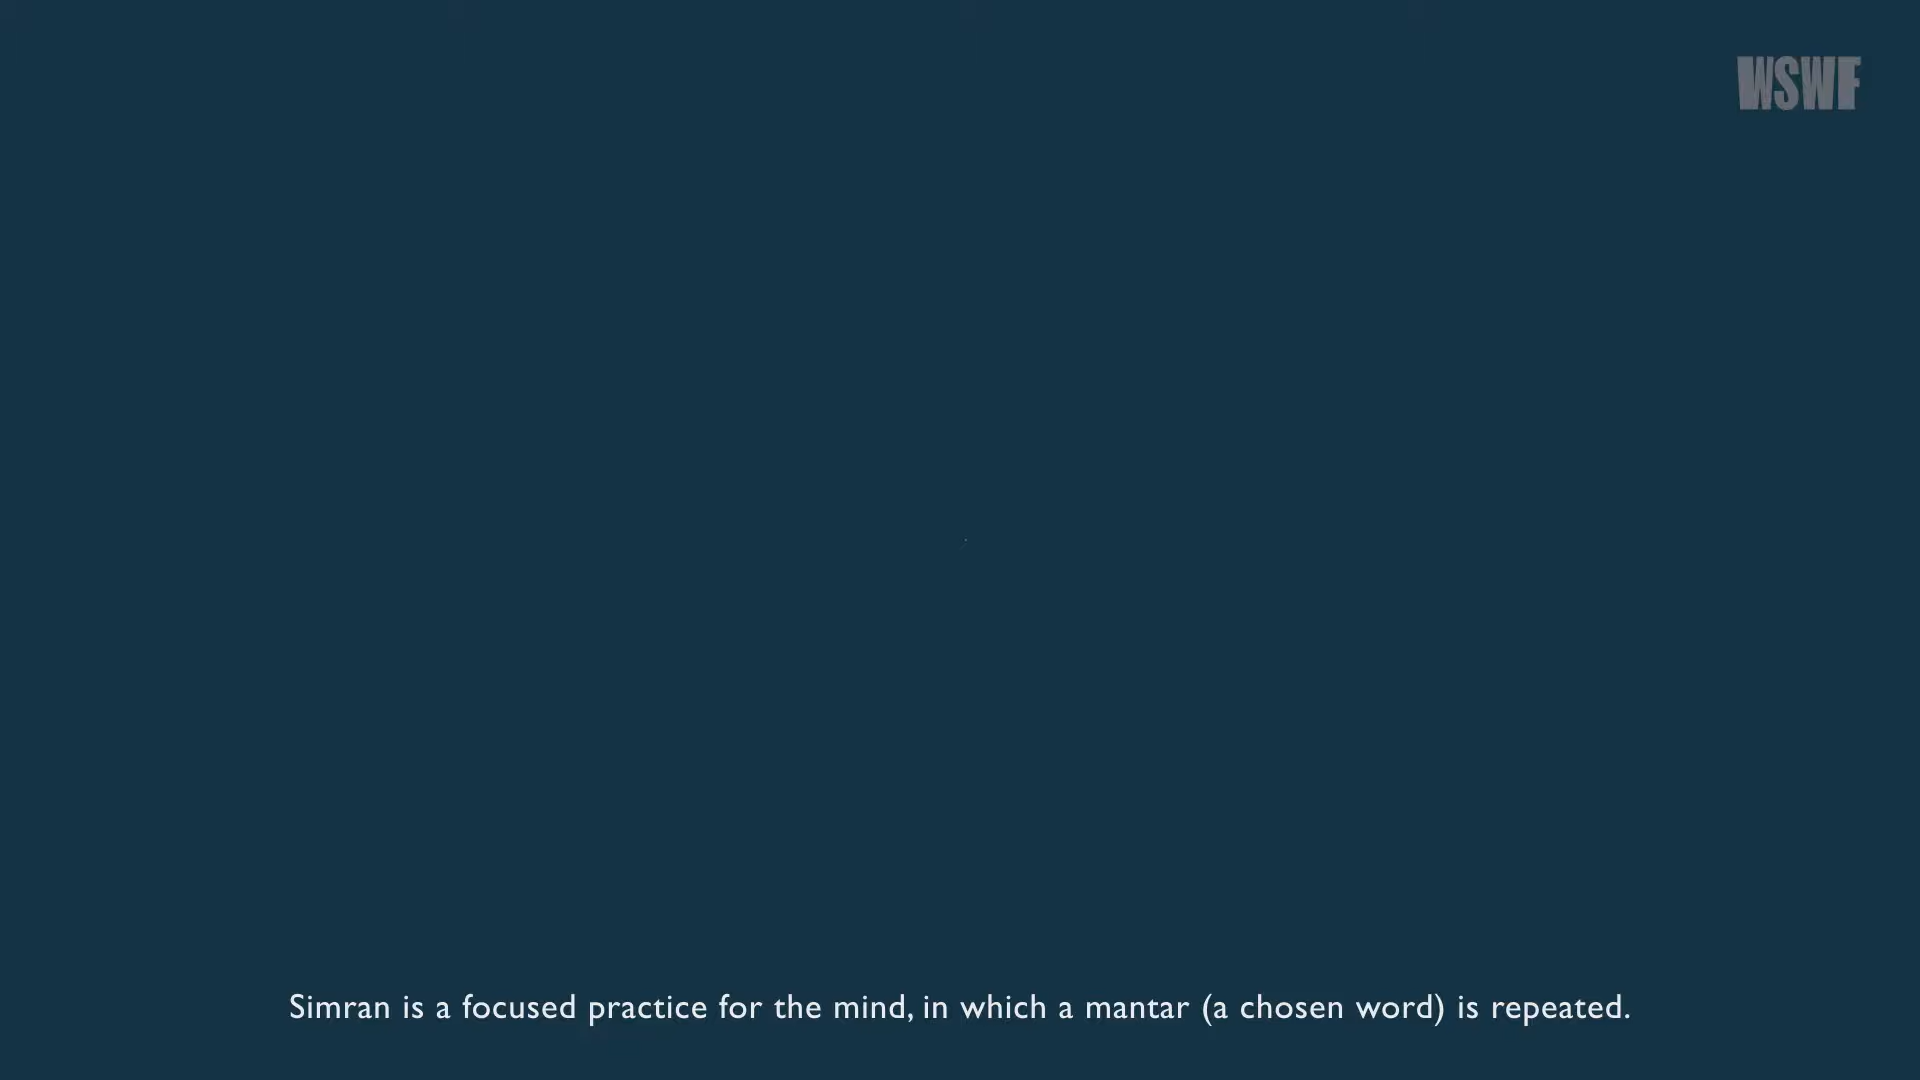 WSWF
Simran is a focused practice for the mind, in which a mantar (a chosen word) is repeated.